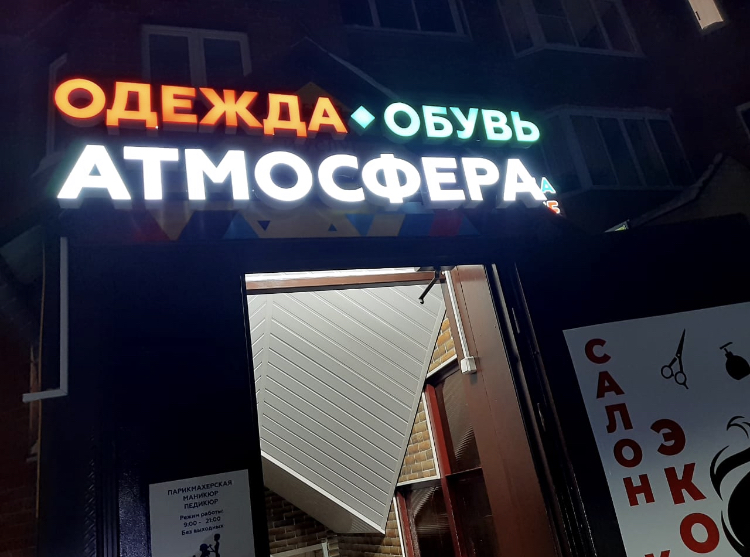 ОДЕЖДА ОБУВЬ
АТМОСФЕРА
ПАРИКМАХЕРСКАЯ
МАНИКЮР
ПЕДИКЮР
Режим работы:
9:00 - 21:00
Без выходных
САЛОН
ЭКО